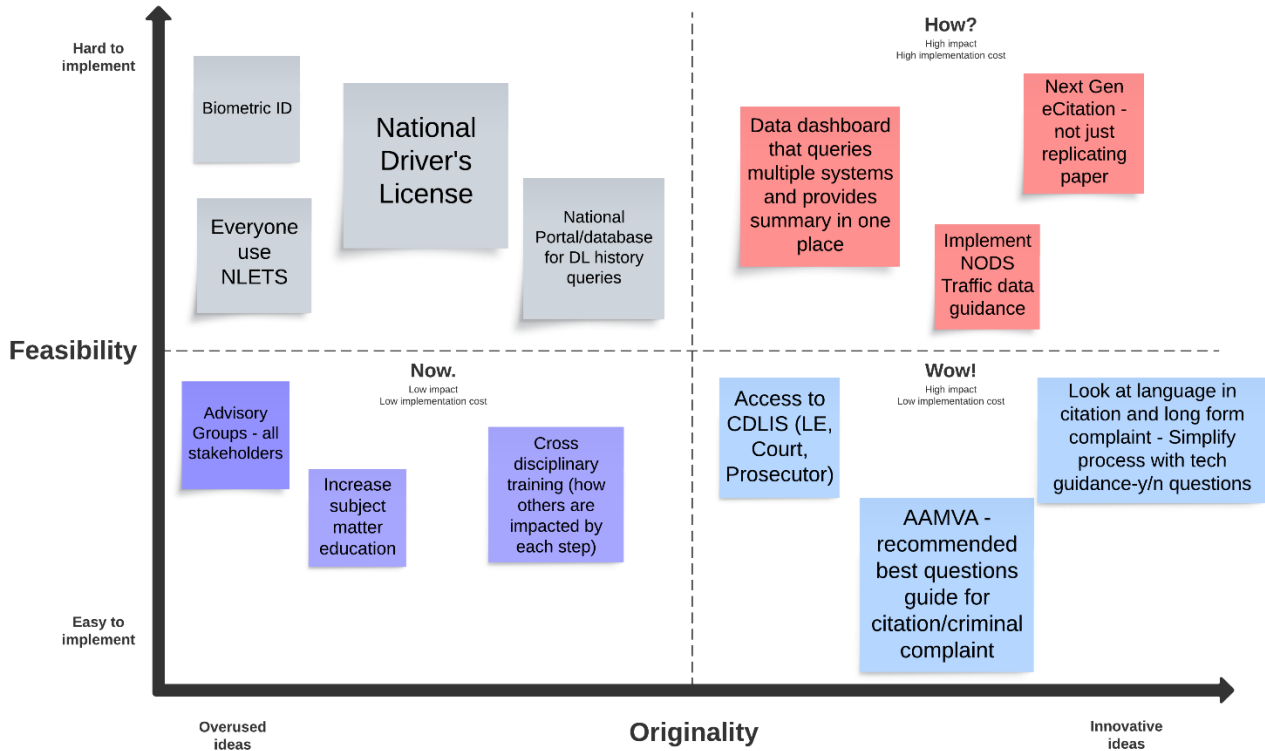 Hard to
implement
Biometric ID
National
Driver's
License
Everyone
use
NLETS
National
Portal/database
for DL history
queries
How?
High impact
High implementation cost
Data dashboard
that queries
multiple systems
and provides
summary in one
place
Next Gen
eCitation -
not just
replicating
paper
Implement
NODS
Traffic data
guidance
Feasibility
Now.
Low impact
Low implementation cost
Advisory
Groups - all
stakeholders
Increase
subject
matter
education
Cross
disciplinary
training (how
others are
impacted by
each step)
Wow!
High impact
Low implementation cost
Access to
CDLIS (LE,
Court,
Prosecutor)
AAMVA -
recommended
best questions
guide for
citation/criminal
complaint
Look at language in
citation and long form
complaint - Simplify
process with tech
guidance-y/n questions
Easy to
implement
Overused
ideas
Originality
Innovative
ideas